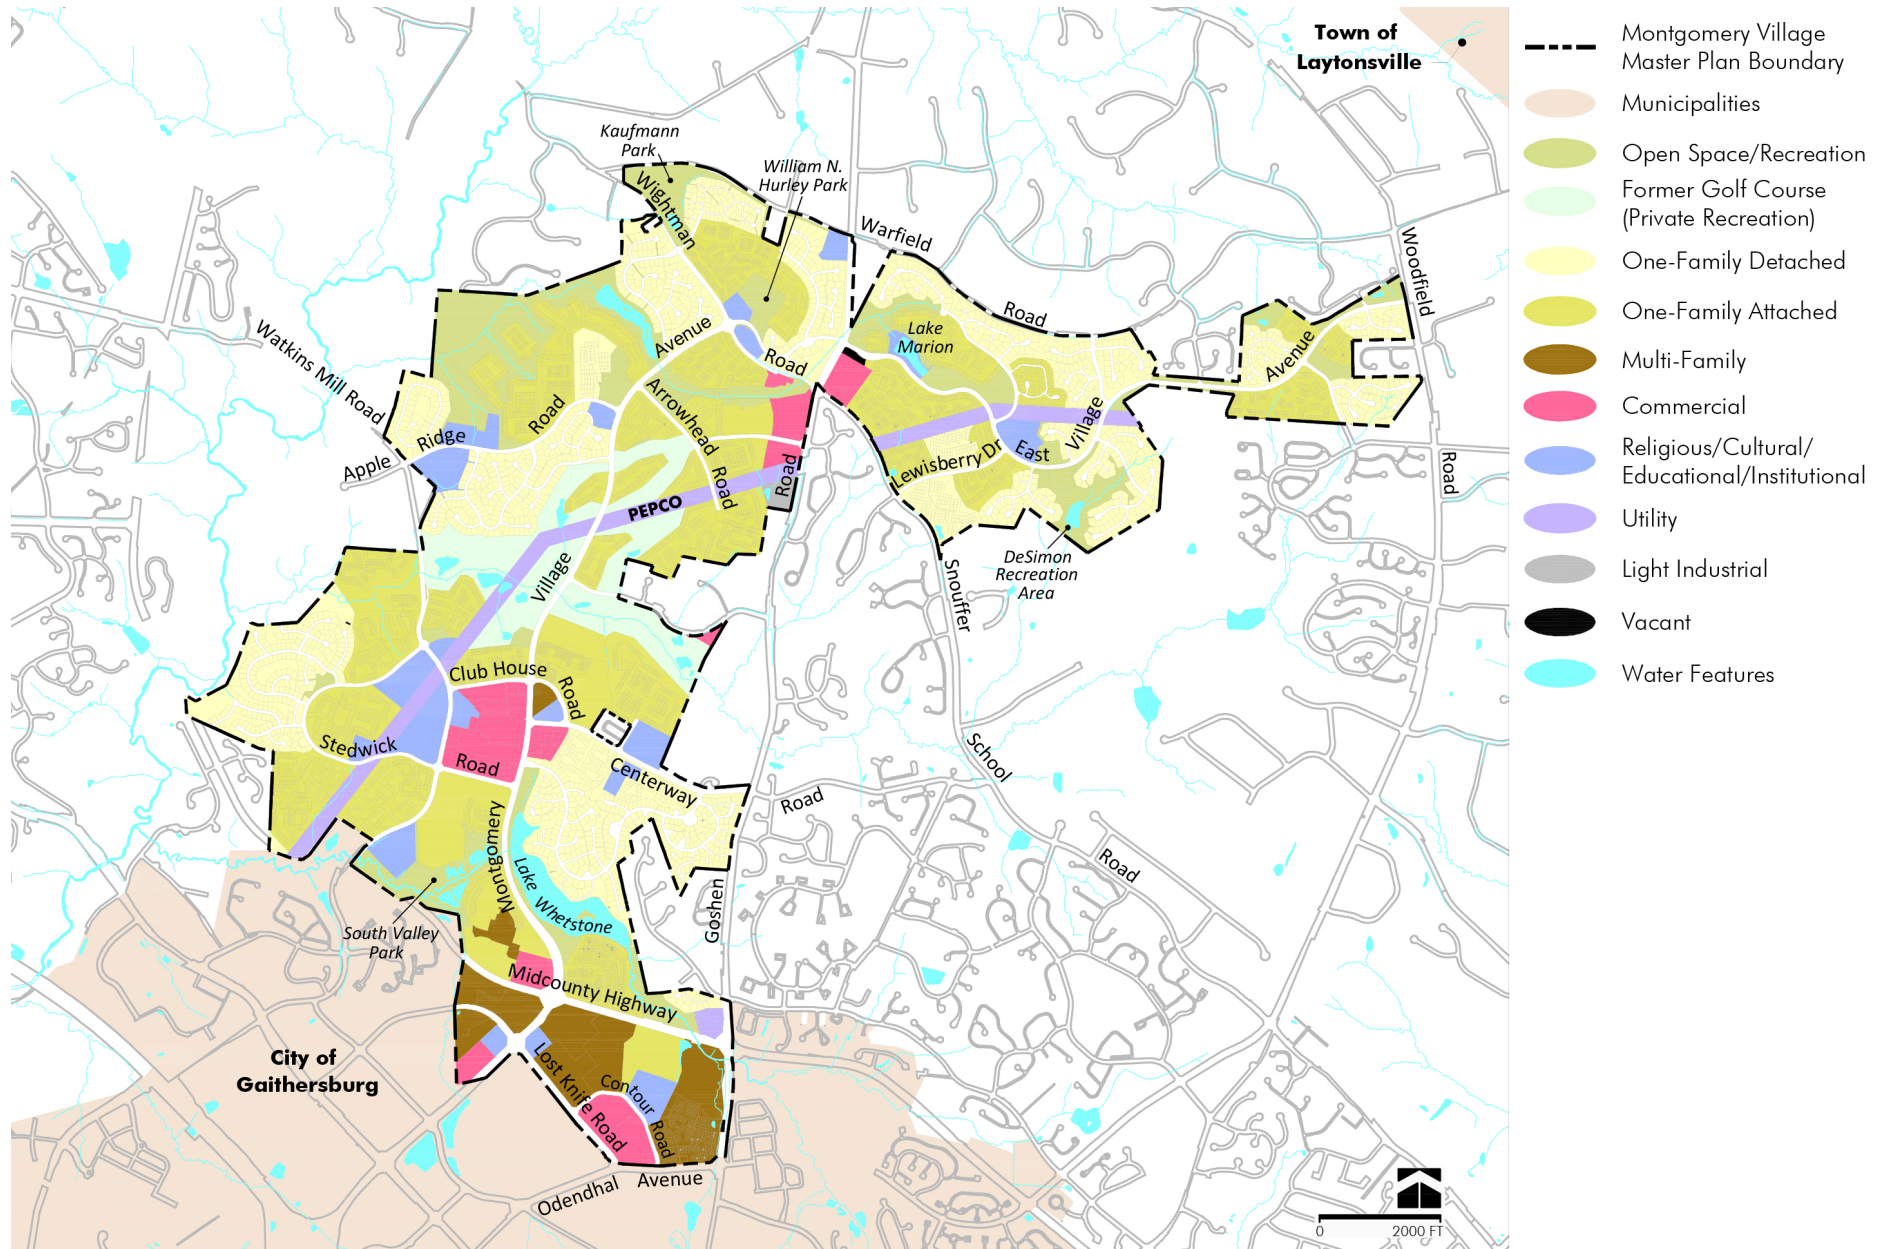 Town of
Laytonsville
Kaufmann
Park
William N.
Hurley Park
Wightman
Warfield
Road
Woodfield
Road
Watkins Mill Road
Avenue
Road
Lake
Marion
Avenue
Arrowhead
Road
Road
Apple
Ridge
Road
Village
East
Lewisberry Dr
PEPCO
Village
DeSimon
Recreation
Area
Snouffer
School
Road
Club House
Road
Stedwick
Road
Centerway
Road
Montgomery
Lake
Whetstone
Goshen
South Valley
Park
Midcounty Highway
City of
Gaithersburg
Lost Knife Road
Contour
Road
Odendhal
Avenue
0
2000 FT
Montgomery Village
Master Plan Boundary
Municipalities
Open Space/Recreation
Former Golf Course
(Private Recreation)
One-Family Detached
One-Family Attached
Multi-Family
Commercial
Religious/Cultural/
Educational/Institutional
Utility
Light Industrial
Vacant
Water Features